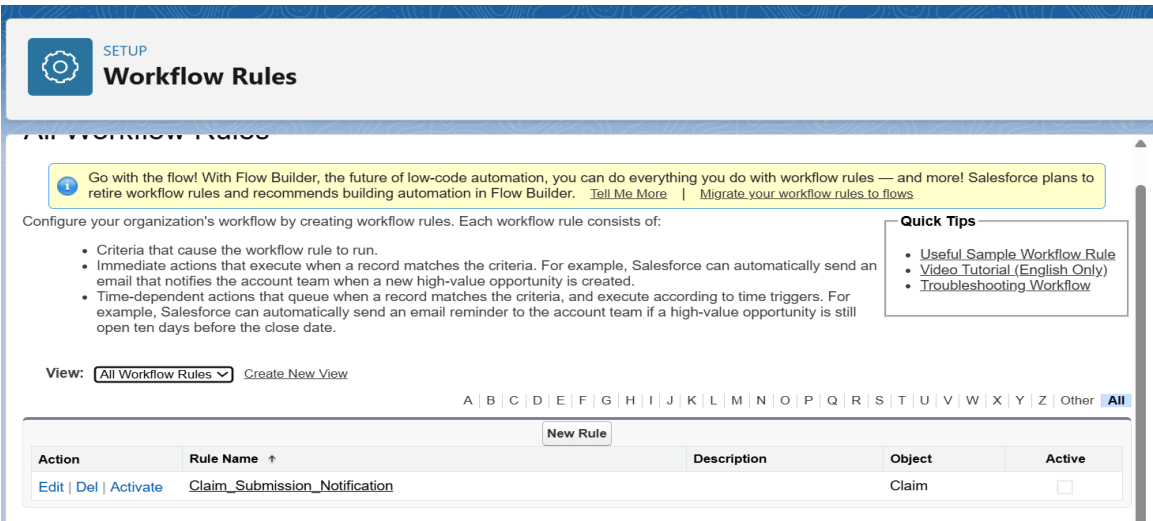 SETUP
Workflow Rules
All Workflow Rules
Go with the flow! With Flow Builder, the future of low-code automation, you can do everything you do with workflow rules — and more! Salesforce plans to
retire workflow rules and recommends building automation in Flow Builder. Tell Me More | Migrate your workflow rules to flows
Configure your organization's workflow by creating workflow rules. Each workflow rule consists of:
• Criteria that cause the workflow rule to run.
• Immediate actions that execute when a record matches the criteria. For example, Salesforce can automatically send an
email that notifies the account team when a new high-value opportunity is created.
• Time-dependent actions that queue when a record matches the criteria, and execute according to time triggers. For
example, Salesforce can automatically send an email reminder to the account team if a high-value opportunity is still
open ten days before the close date.
Quick Tips
• Useful Sample Workflow Rule
• Video Tutorial (English Only)
• Troubleshooting Workflow
View: All Workflow Rules Create New View
A | B | C | D | E | F | G | H | I | J | K | L | M | N | O | P | Q | R | S | T | U | V | W | X | Y | Z | Other | All
New Rule
Action Rule Name ↑ Description Object Active
Edit | Del | Activate Claim_Submission_Notification Claim